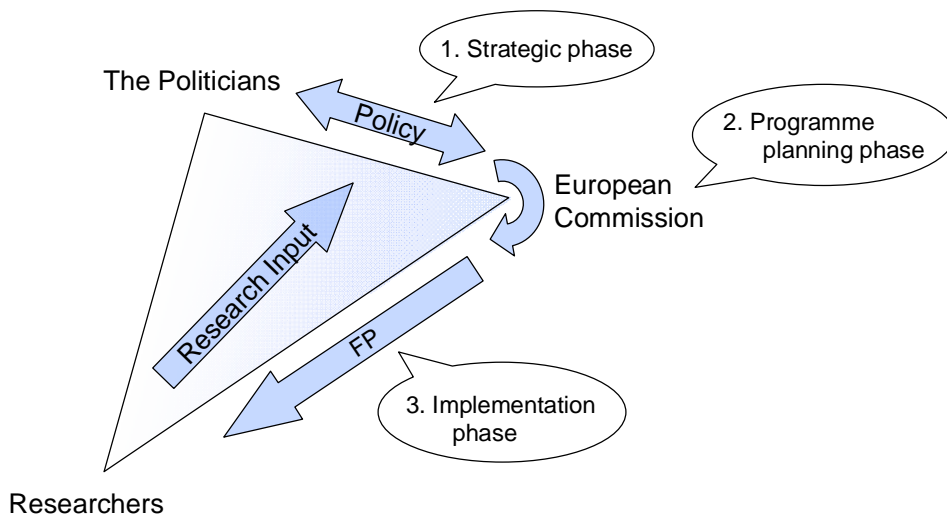 1. Strategic phase
The Politicians
Policy
2. Programme
planning phase
European
Commission
Research Input
FP
3. Implementation
phase
Researchers